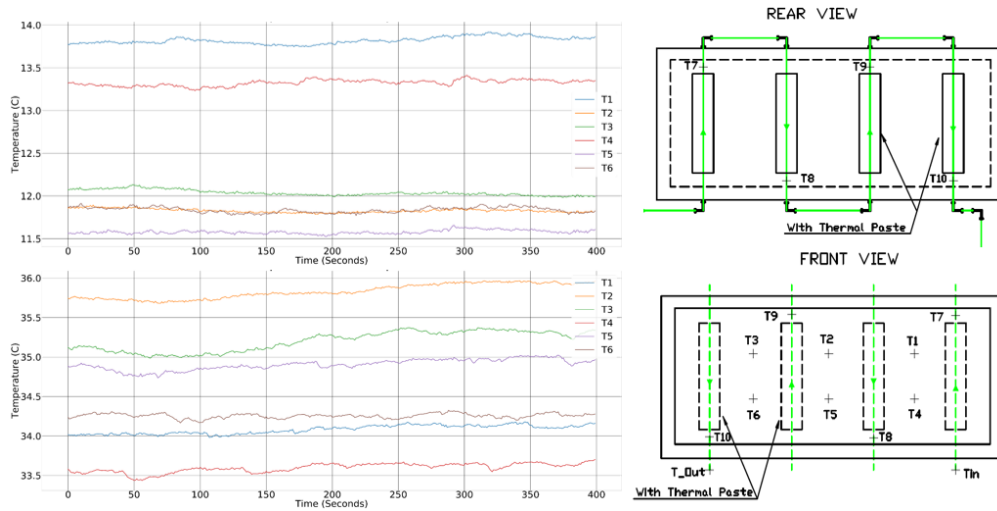 14.0
13.5
13.0
12.5
12.0
11.5
Temperature (C)
T1
T2
T3
T4
T5
T6
0 50 100 150 200 250 300 350 400
Time (Seconds)
36.0
35.5
35.0
34.5
34.0
33.5
Temperature (C)
T1
T2
T3
T4
T5
T6
0 50 100 150 200 250 300 350 400
Time (Seconds)
REAR VIEW
T7 T9
T8 T10
With Thermal Paste
FRONT VIEW
T9 T7
T3 T2 T1
T6 T5 T4
T10 T8
T_Out Tin
With Thermal Paste